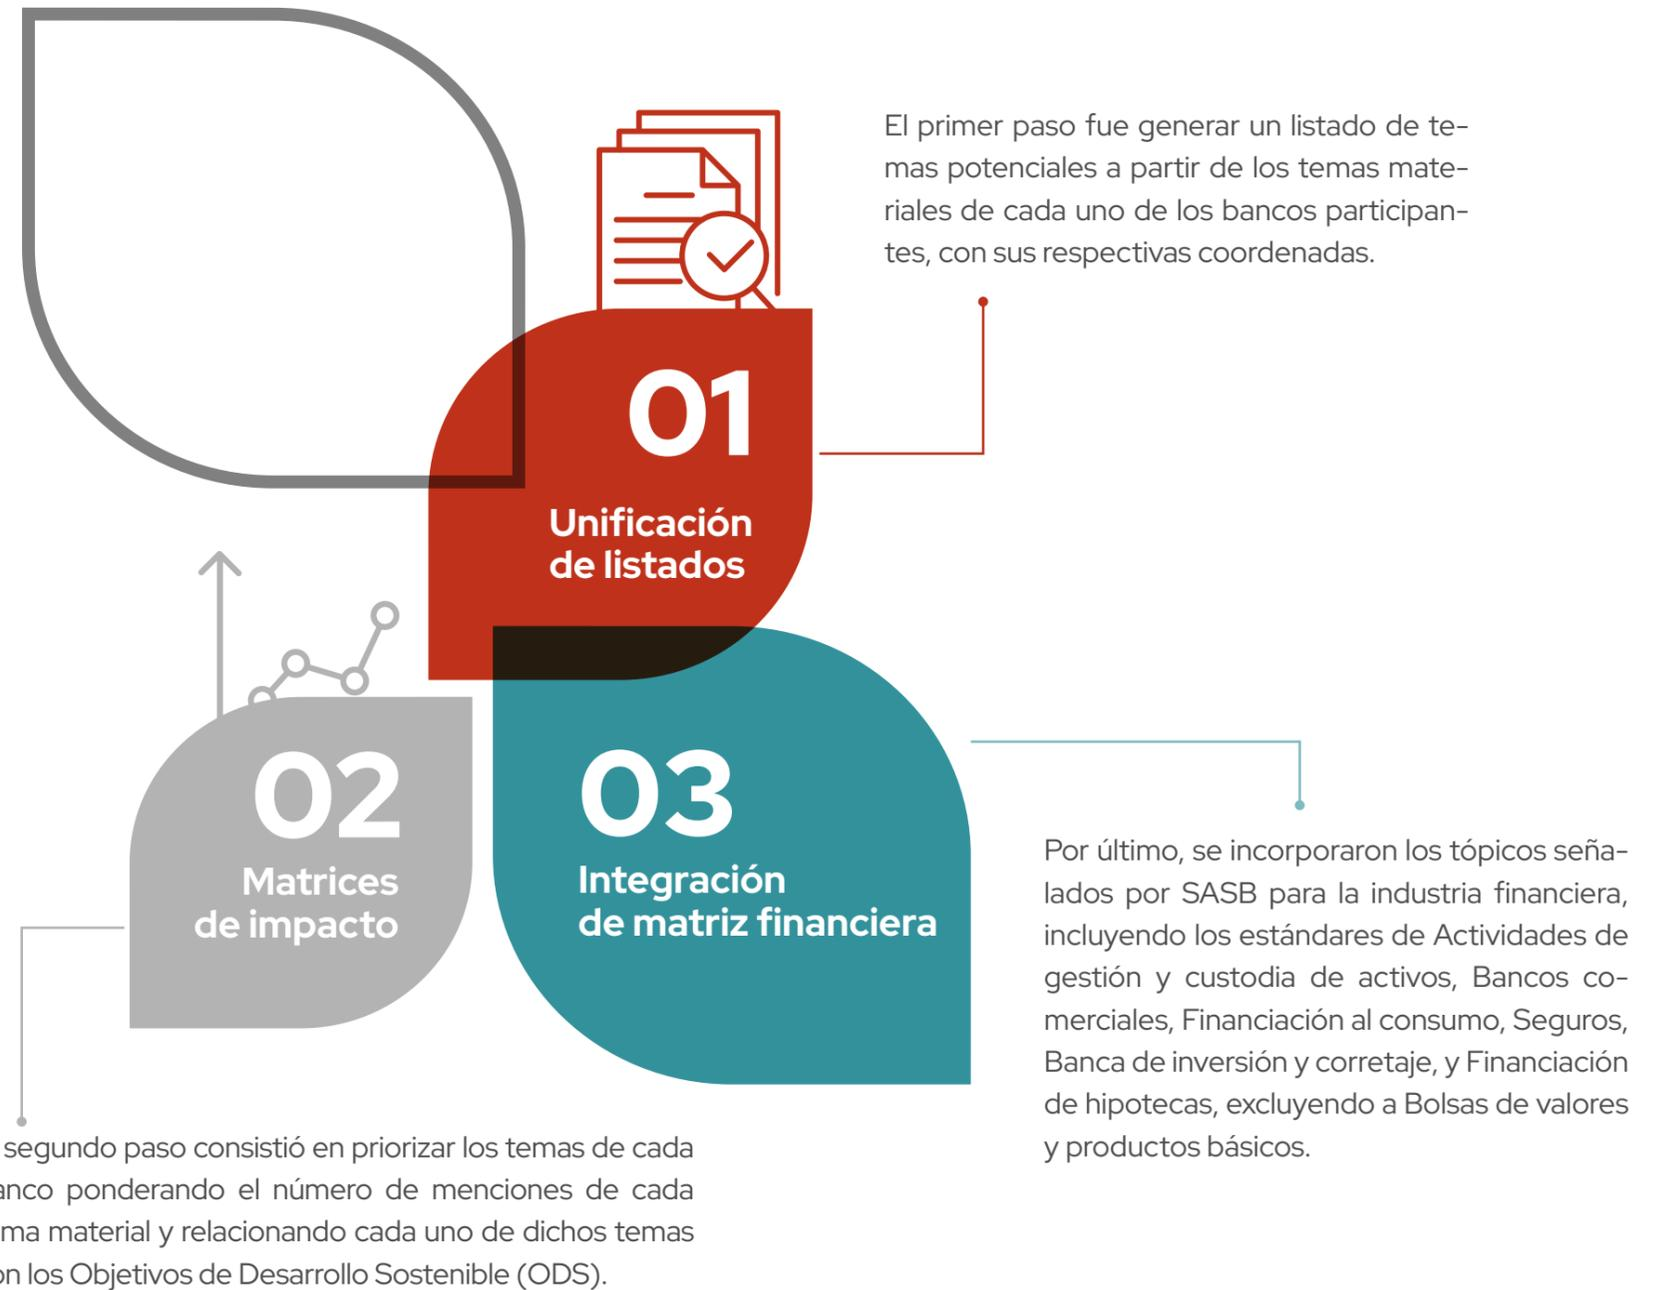 El primer paso fue generar un listado de te-
mas potenciales a partir de los temas mate-
riales de cada uno de los bancos participan-
tes, con sus respectivas coordenadas.
01
Unificación
de listados
02
Matrices
de impacto
03
Integración
de matriz financiera
Por último, se incorporaron los tópicos seña-
lados por SASB para la industria financiera,
incluyendo los estándares de Actividades de
gestión y custodia de activos, Bancos co-
merciales, Financiación al consumo, Seguros,
Banca de inversión y corretaje, y Financiación
de hipotecas, excluyendo a Bolsas de valores
y productos básicos.
segundo paso consistió en priorizar los temas de cada
ponderando el número de menciones de cada
material y relacionando cada uno de dichos temas
los Objetivos de Desarrollo Sostenible (ODS).